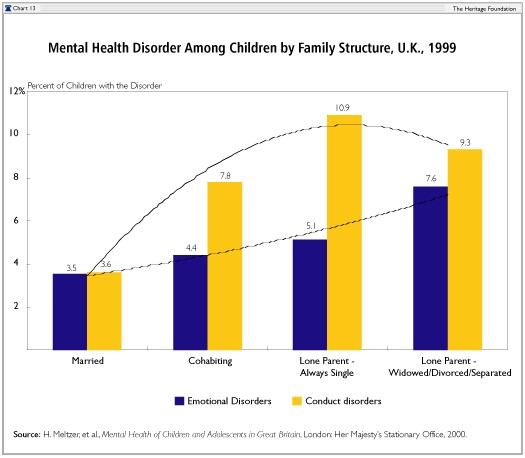 Chart 13
The Heritage Foundation
Mental Health Disorder Among Children by Family Structure, U.K., 1999
Percent of Children with the Disorder
12%
10
8
6
4
2
3.5
3.6
4.4
7.8
5.1
10.9
7.6
9.3
Married
Cohabiting
Lone Parent -
Always Single
Lone Parent -
Widowed/Divorced/Separated
Emotional Disorders
Conduct disorders
Source: H. Meltzer, et al., Mental Health of Children and Adolescents in Great Britain, London: Her Majesty's Stationary Office, 2000.